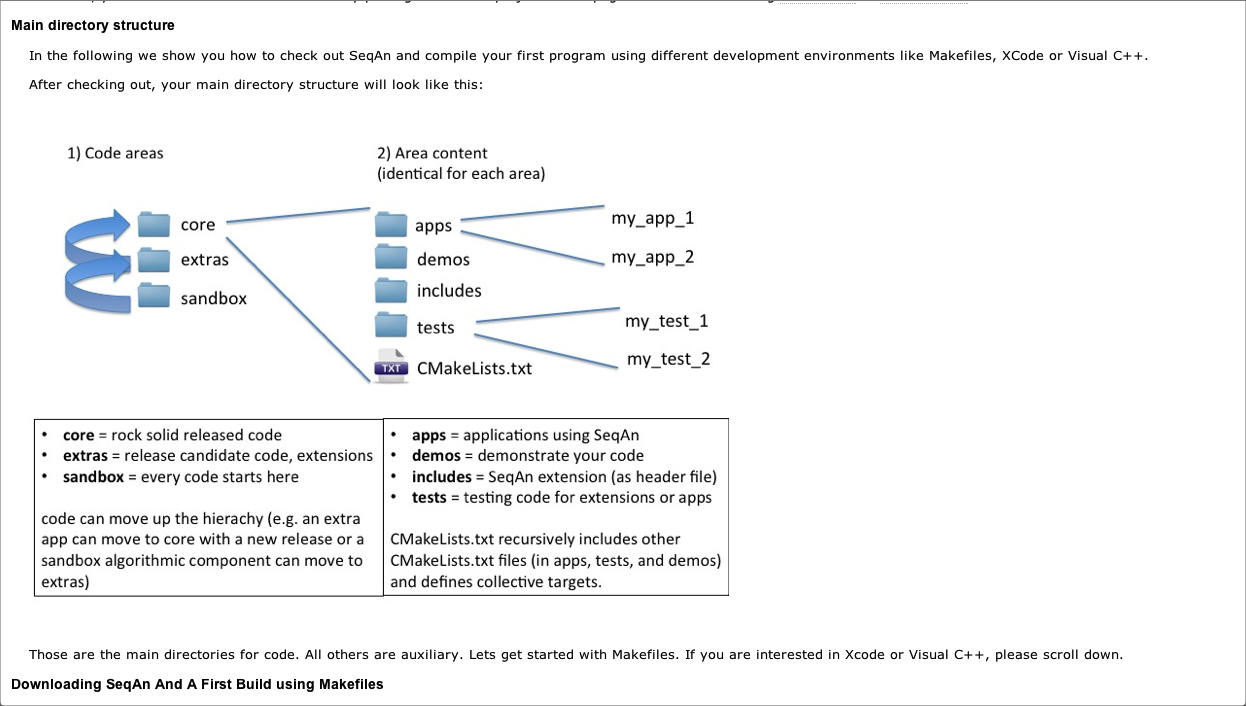 Main directory structure
In the following we show you how to check out SeqAn and compile your first program using different development environments like Makefiles, XCode or Visual C++.
After checking out, your main directory structure will look like this:
1) Code areas
2) Area content
(identical for each area)
core
extras
sandbox
apps
demos
includes
tests
TXT
CMakeLists.txt
my_app_1
my_app_2
my_test_1
my_test_2
• core = rock solid released code
• extras = release candidate code, extensions
• sandbox = every code starts here
code can move up the hierachy (e.g. an extra
app can move to core with a new release or a
sandbox algorithmic component can move to
extras)
• apps = applications using SeqAn
• demos = demonstrate your code
• includes = SeqAn extension (as header file)
• tests = testing code for extensions or apps
CMakeLists.txt recursively includes other
CMakeLists.txt files (in apps, tests, and demos)
and defines collective targets.
Those are the main directories for code. All others are auxiliary. Lets get started with Makefiles. If you are interested in Xcode or Visual C++, please scroll down.
Downloading SeqAn And A First Build using Makefiles